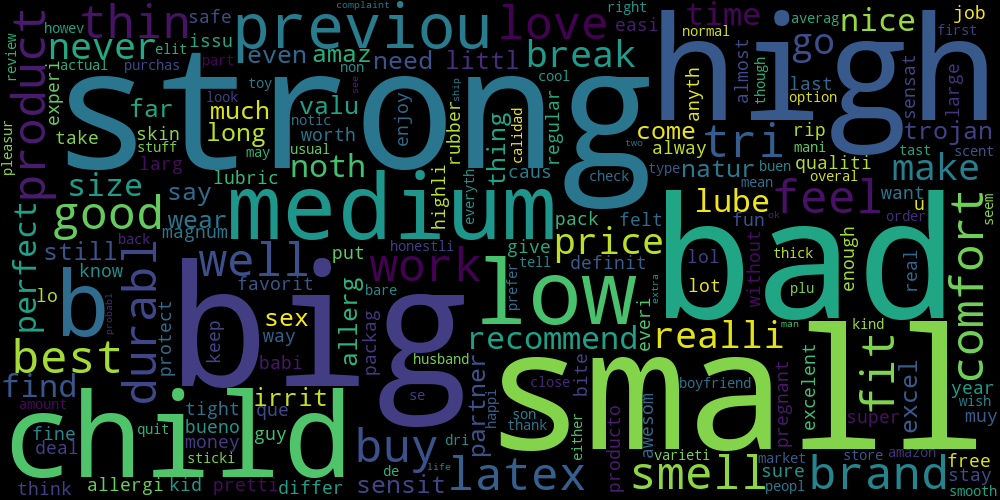 complaint
product
thin
safe
previou
love
time
nice
job
right
easi
averag
review
howev
elit
issu
never
even
amaz
need
littl
break
normal
high
go
first
actual
purchas
part
strong
experi
toy
non
cool
almost
though
last
option
sensat
large
far
look
valu
enjoy
see
ship
rubber
thing
calidad
regular
anyth
take
skin
stuff
much
long
notic
worth
come
alway
tri
rip
mani
trojan
tast
scent
pleasur
larg
may
usual
noth
two
check
type
natur
mean
buen
qualiti
overal
make
size
say
lubric
highli
everyth
caus
good
wear
magnum
medium
pack
felt
lube
fun
ok
feel
want
u
order
comfort
seem
perfect
still
back
well
put
honestli
give
tell
price
definit
bad
lol
without
thick
enough
real
know
b
durabl
favorit
work
low
prefer
lo
probabl
protect
big
keep
sex
way
babi
allerg
bare
packag
recommend
everi
extra
realli
lot
plu
man
kind
best
husband
small
fit
excel
find
irrit
se
partner
close
bite
boyfriend
pregnant
excelent
year
wish
child
amount
tight
bueno
que
guy
buy
happi
son
thank
awesom
super
muy
fine
deal
quit
money
sticki
dri
life
either
producto
varieti
market
store
amazon
free
think
allergi
kid
pretti
differ
sensit
de
latex
smell
sure
peopl
brand
stay
smooth